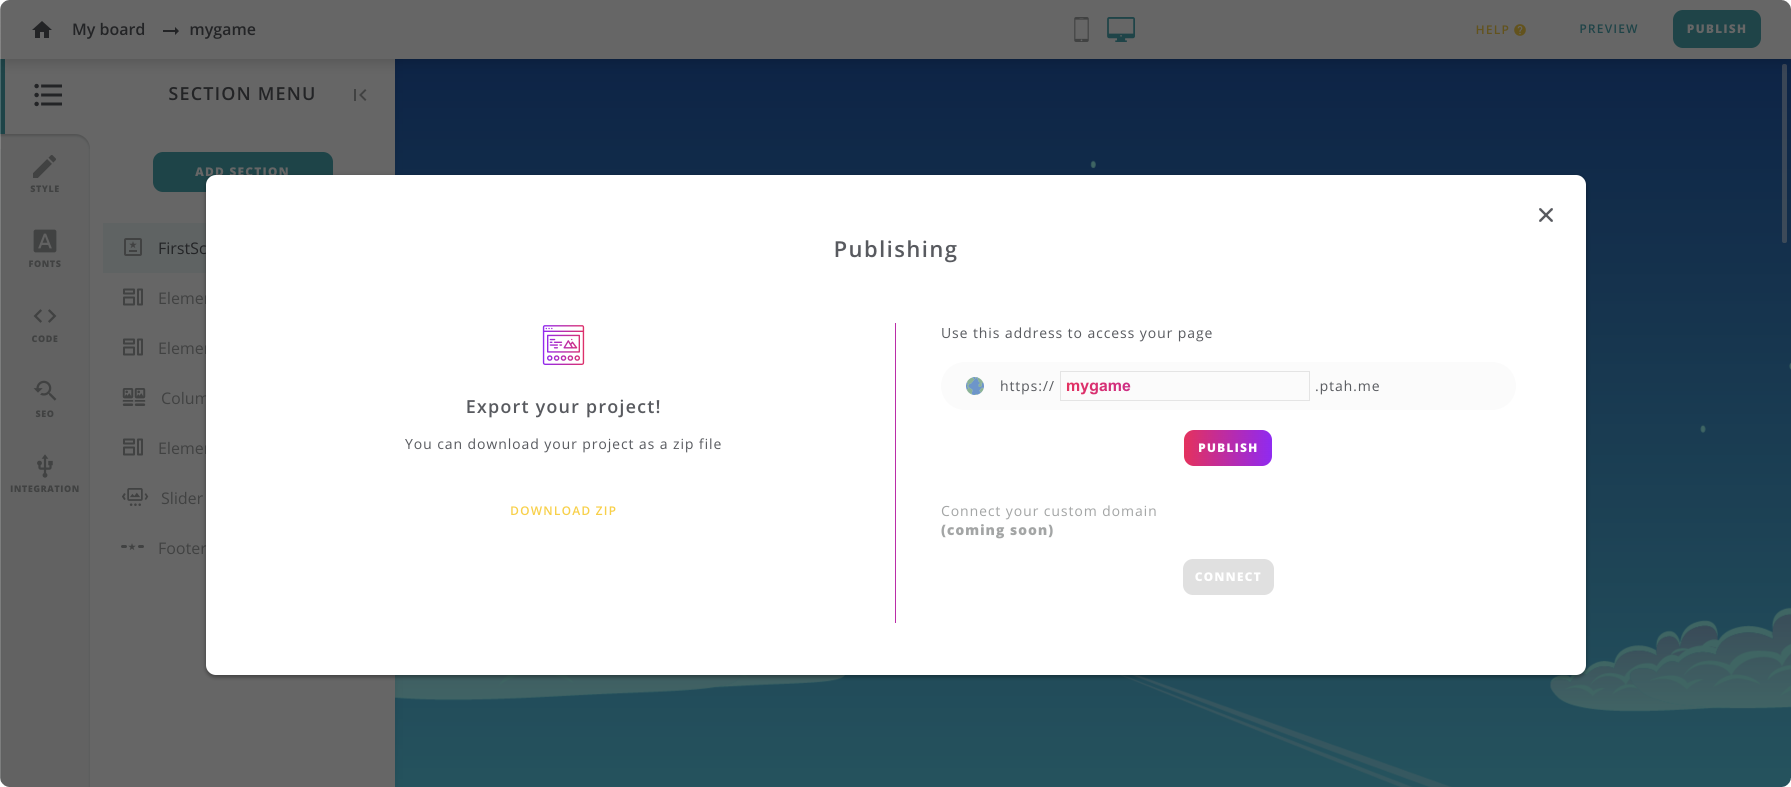 My board → mygame
HELP ?
PREVIEW
PUBLISH
SECTION MENU
ADD SECTION
STYLE
A
FONTS
CODE
SEO
INTEGRATION
FirstSc
Eleme
Eleme
Colum
Eleme
Slider
Footer
Publishing
Export your project!
You can download your project as a zip file
DOWNLOAD ZIP
Use this address to access your page
https:// mygame .ptah.me
PUBLISH
Connect your custom domain
(coming soon)
CONNECT